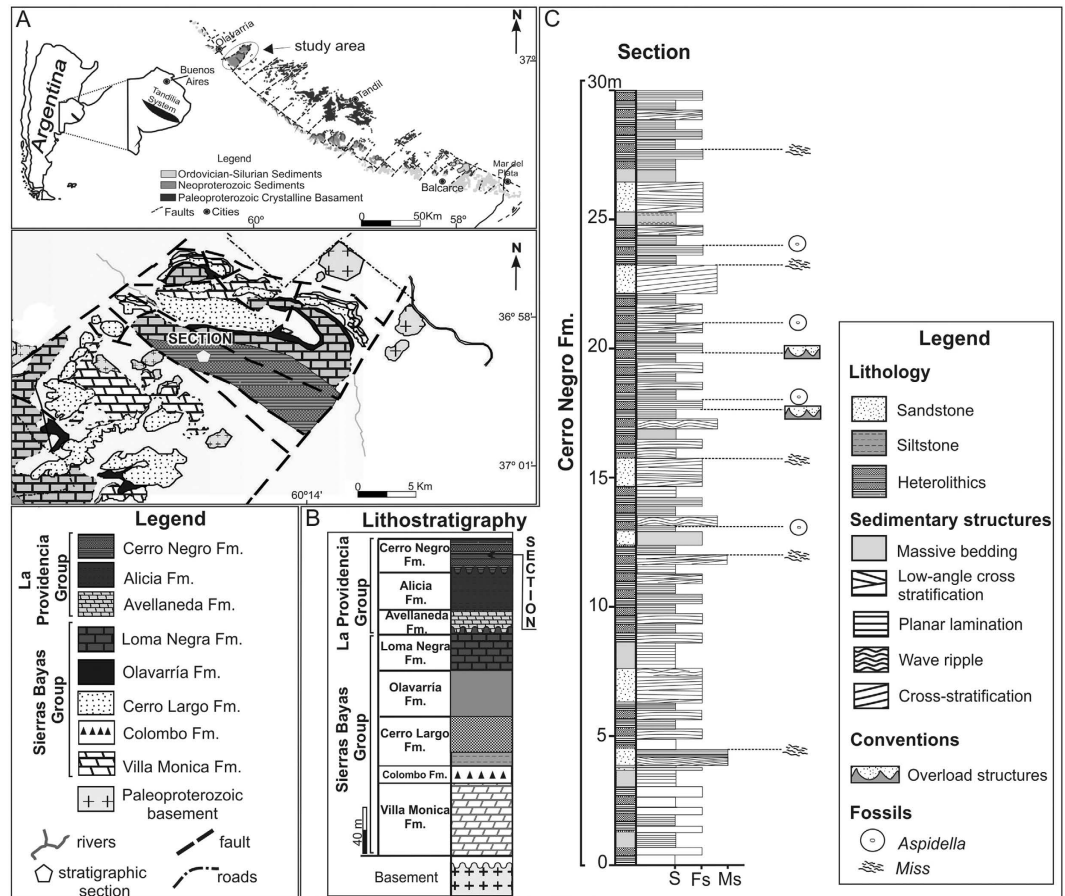 A
N
Olavarría
study area
37º
Argentina
Buenos
Aires
Tandilia
System
Tandil
Mar del
Plata
Balcarce
Legend
Ordovician-Silurian Sediments
Neoproterozoic Sediments
Paleoproterozoic Crystalline Basament
Faults
Cities
0
50Km
60º
58º
N
36º 58'
SECTION
37º 01'
0
5 Km
60º14'
Legend
La
Providencia
Group
Cerro Negro Fm.
Alicia Fm.
Avellaneda Fm.
Sierras Bayas
Group
Loma Negra Fm.
Olavarría Fm.
Cerro Largo Fm.
Colombo Fm.
Villa Monica Fm.
Paleoproterozoic
basement
rivers
fault
stratigraphic
section
roads
B
Lithostratigraphy
La Providencia
Group
Cerro Negro
Fm.
Alicia
Fm.
Avellaneda
Fm.
SECTION
Sierras Bayas
Group
Loma Negra
Fm.
Olavarría
Fm.
Cerro Largo
Fm.
Colombo Fm.
Villa Monica
Fm.
40 m
Basement
C
Section
Cerro Negro Fm.
30m
25
20
15
10
5
0
S Fs Ms
Legend
Lithology
Sandstone
Siltstone
Heterolithics
Sedimentary structures
Massive bedding
Low-angle cross
stratification
Planar lamination
Wave ripple
Cross-stratification
Conventions
Overload structures
Fossils
Aspidella
Miss